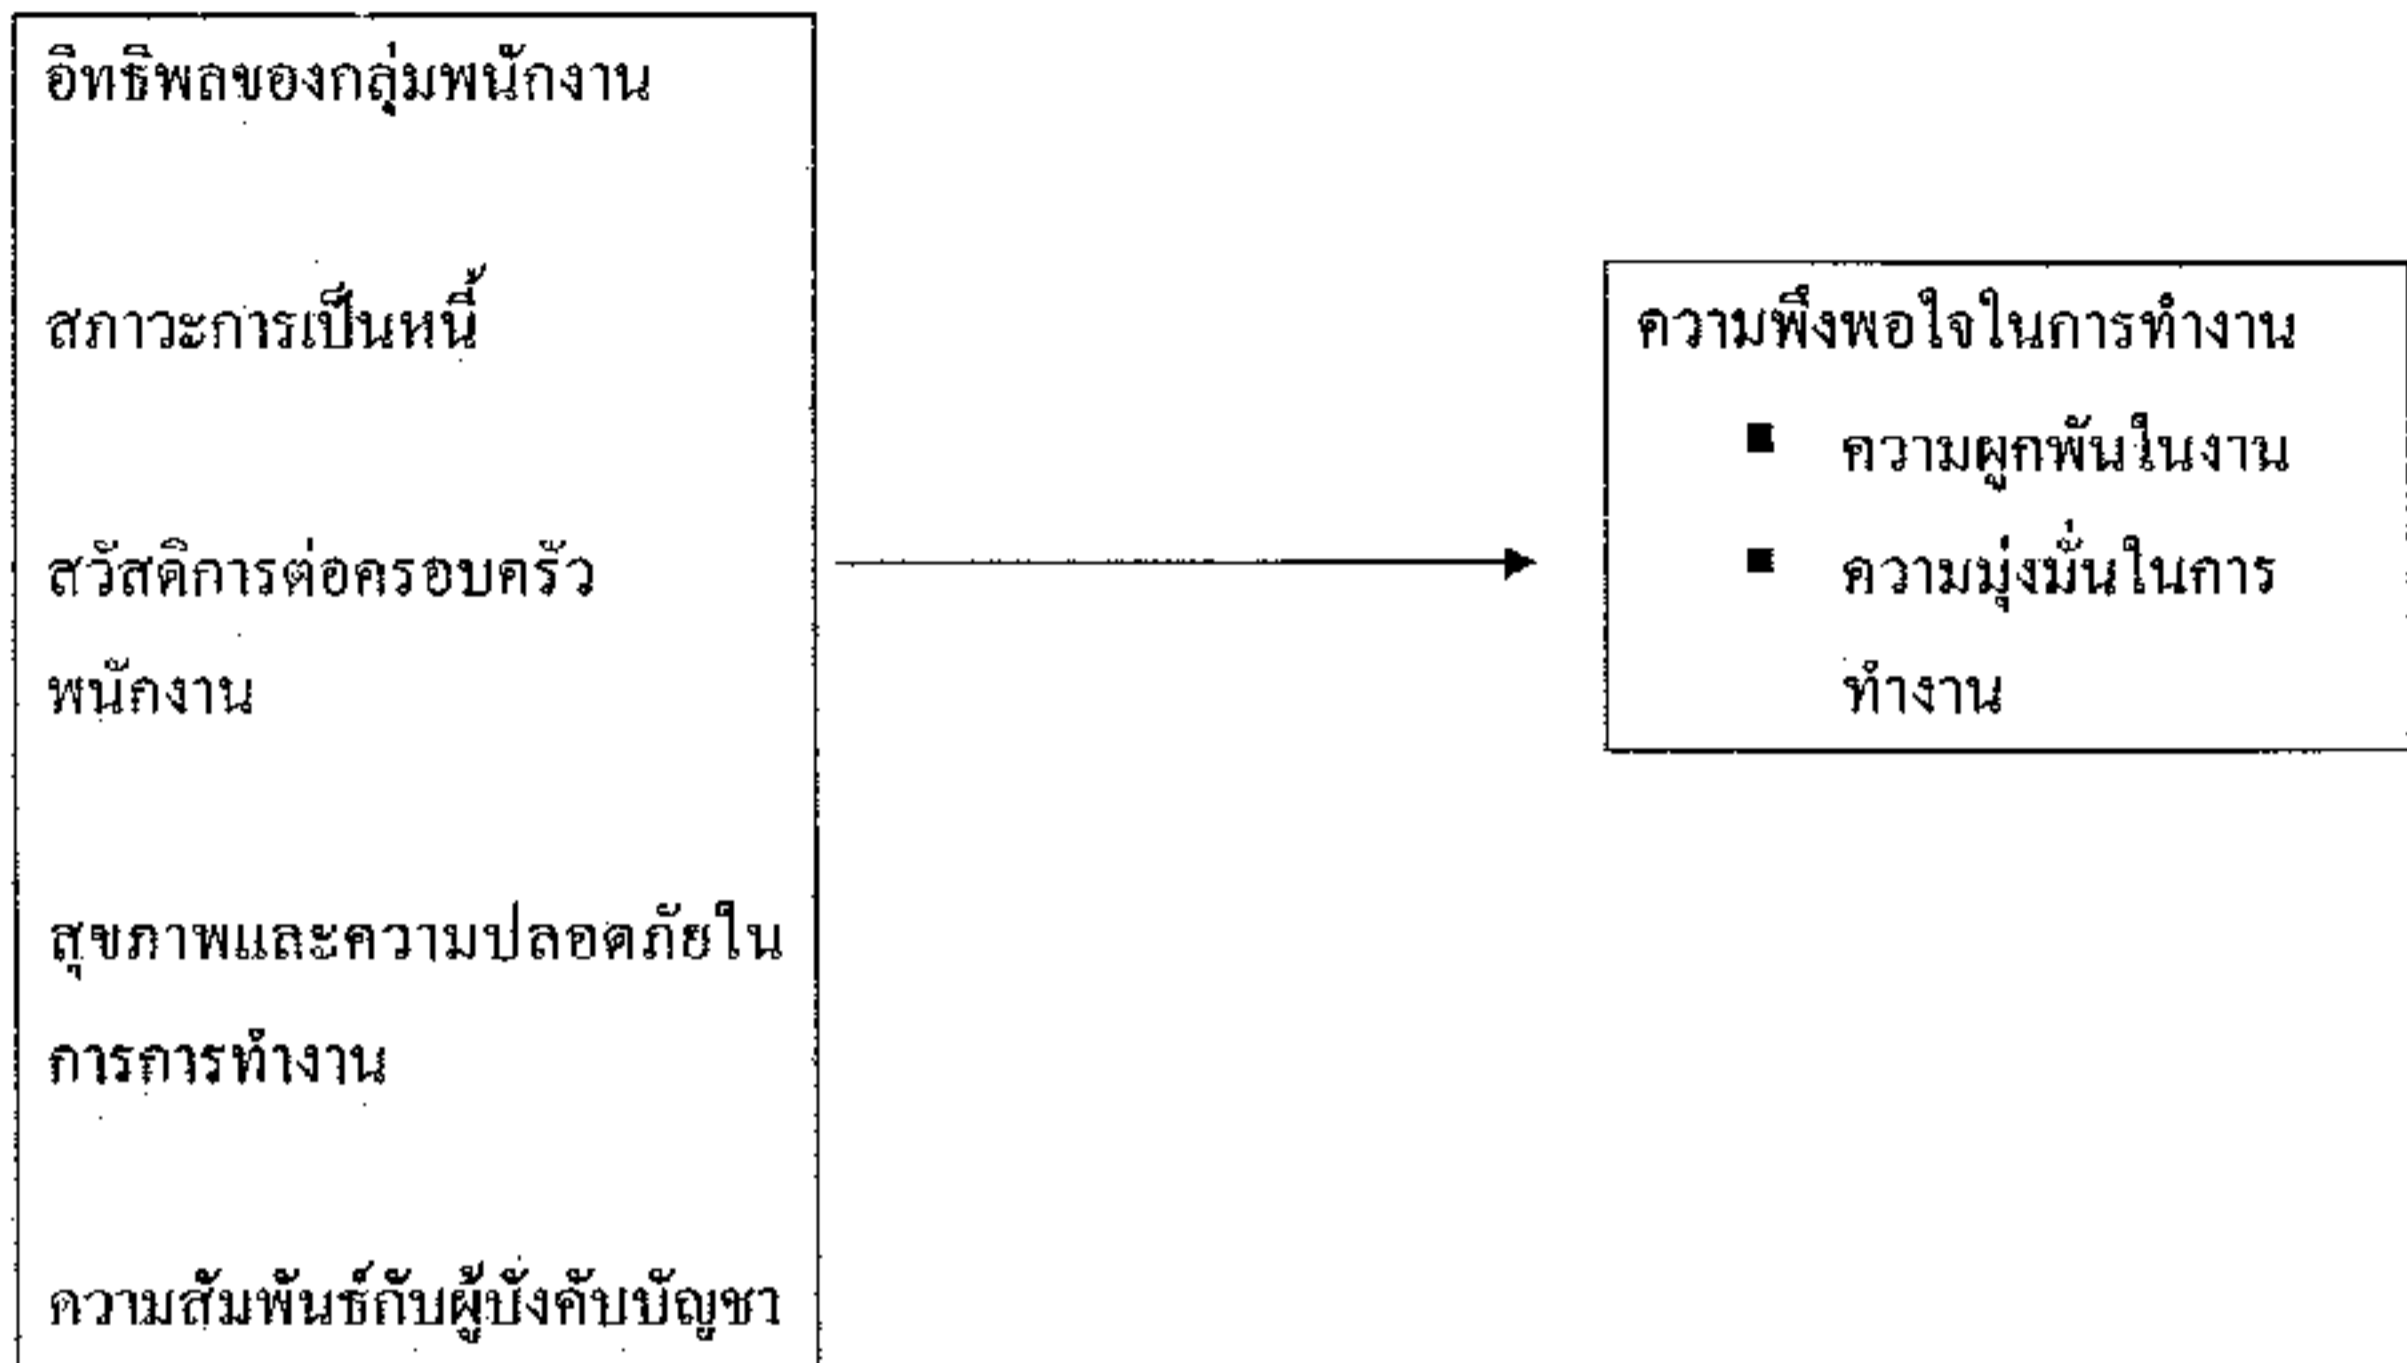 อิทธิพลของกลุ่มพนักงาน
สภาวะการเป็นหนี้
สวัสดิการต่อครอบครัว
พนักงาน
สุขภาพและความปลอดภัยใน
การการทำงาน
ความสัมพันธ์กับผู้บังคับบัญชา
ความพึงพอใจในการทำงาน
■ ความผูกพันในงาน
■ ความมุ่งมั่นในการ
ทำงาน